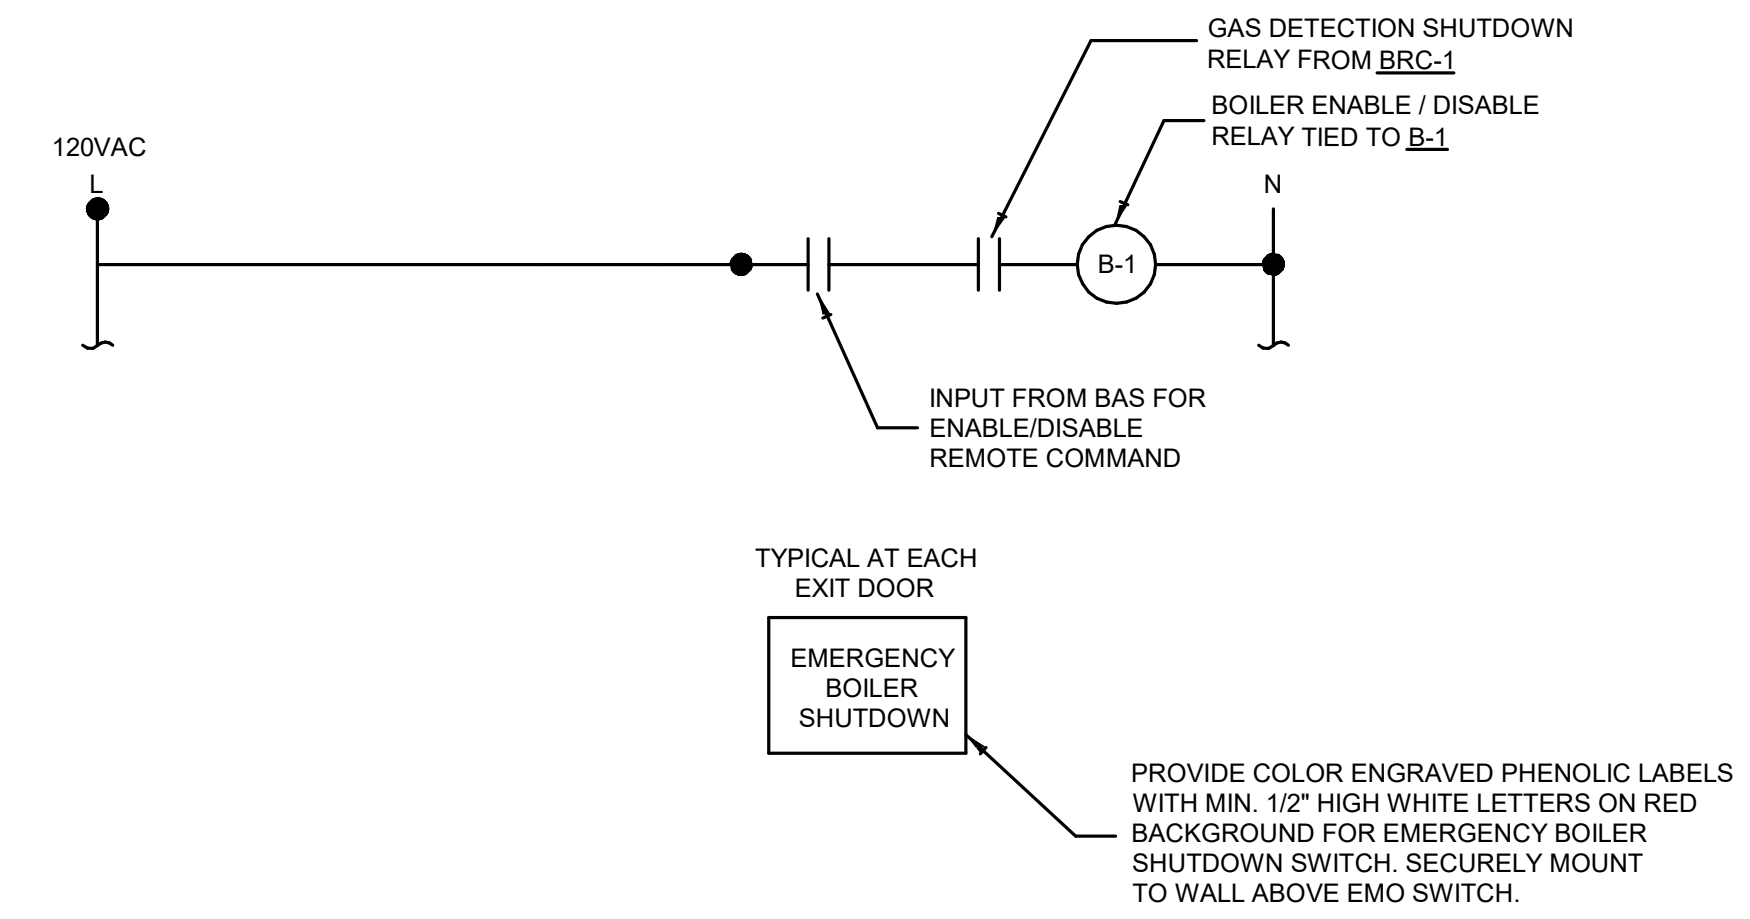 GAS DETECTION SHUTDOWN
RELAY FROM BRC-1
BOILER ENABLE / DISABLE
RELAY TIED TO B-1
120VAC
L
N
B-1
INPUT FROM BAS FOR
ENABLE/DISABLE
REMOTE COMMAND
TYPICAL AT EACH
EXIT DOOR
EMERGENCY
BOILER
SHUTDOWN
PROVIDE COLOR ENGRAVED PHENOLIC LABELS
WITH MIN. 1/2" HIGH WHITE LETTERS ON RED
BACKGROUND FOR EMERGENCY BOILER
SHUTDOWN SWITCH. SECURELY MOUNT
TO WALL ABOVE EMO SWITCH.